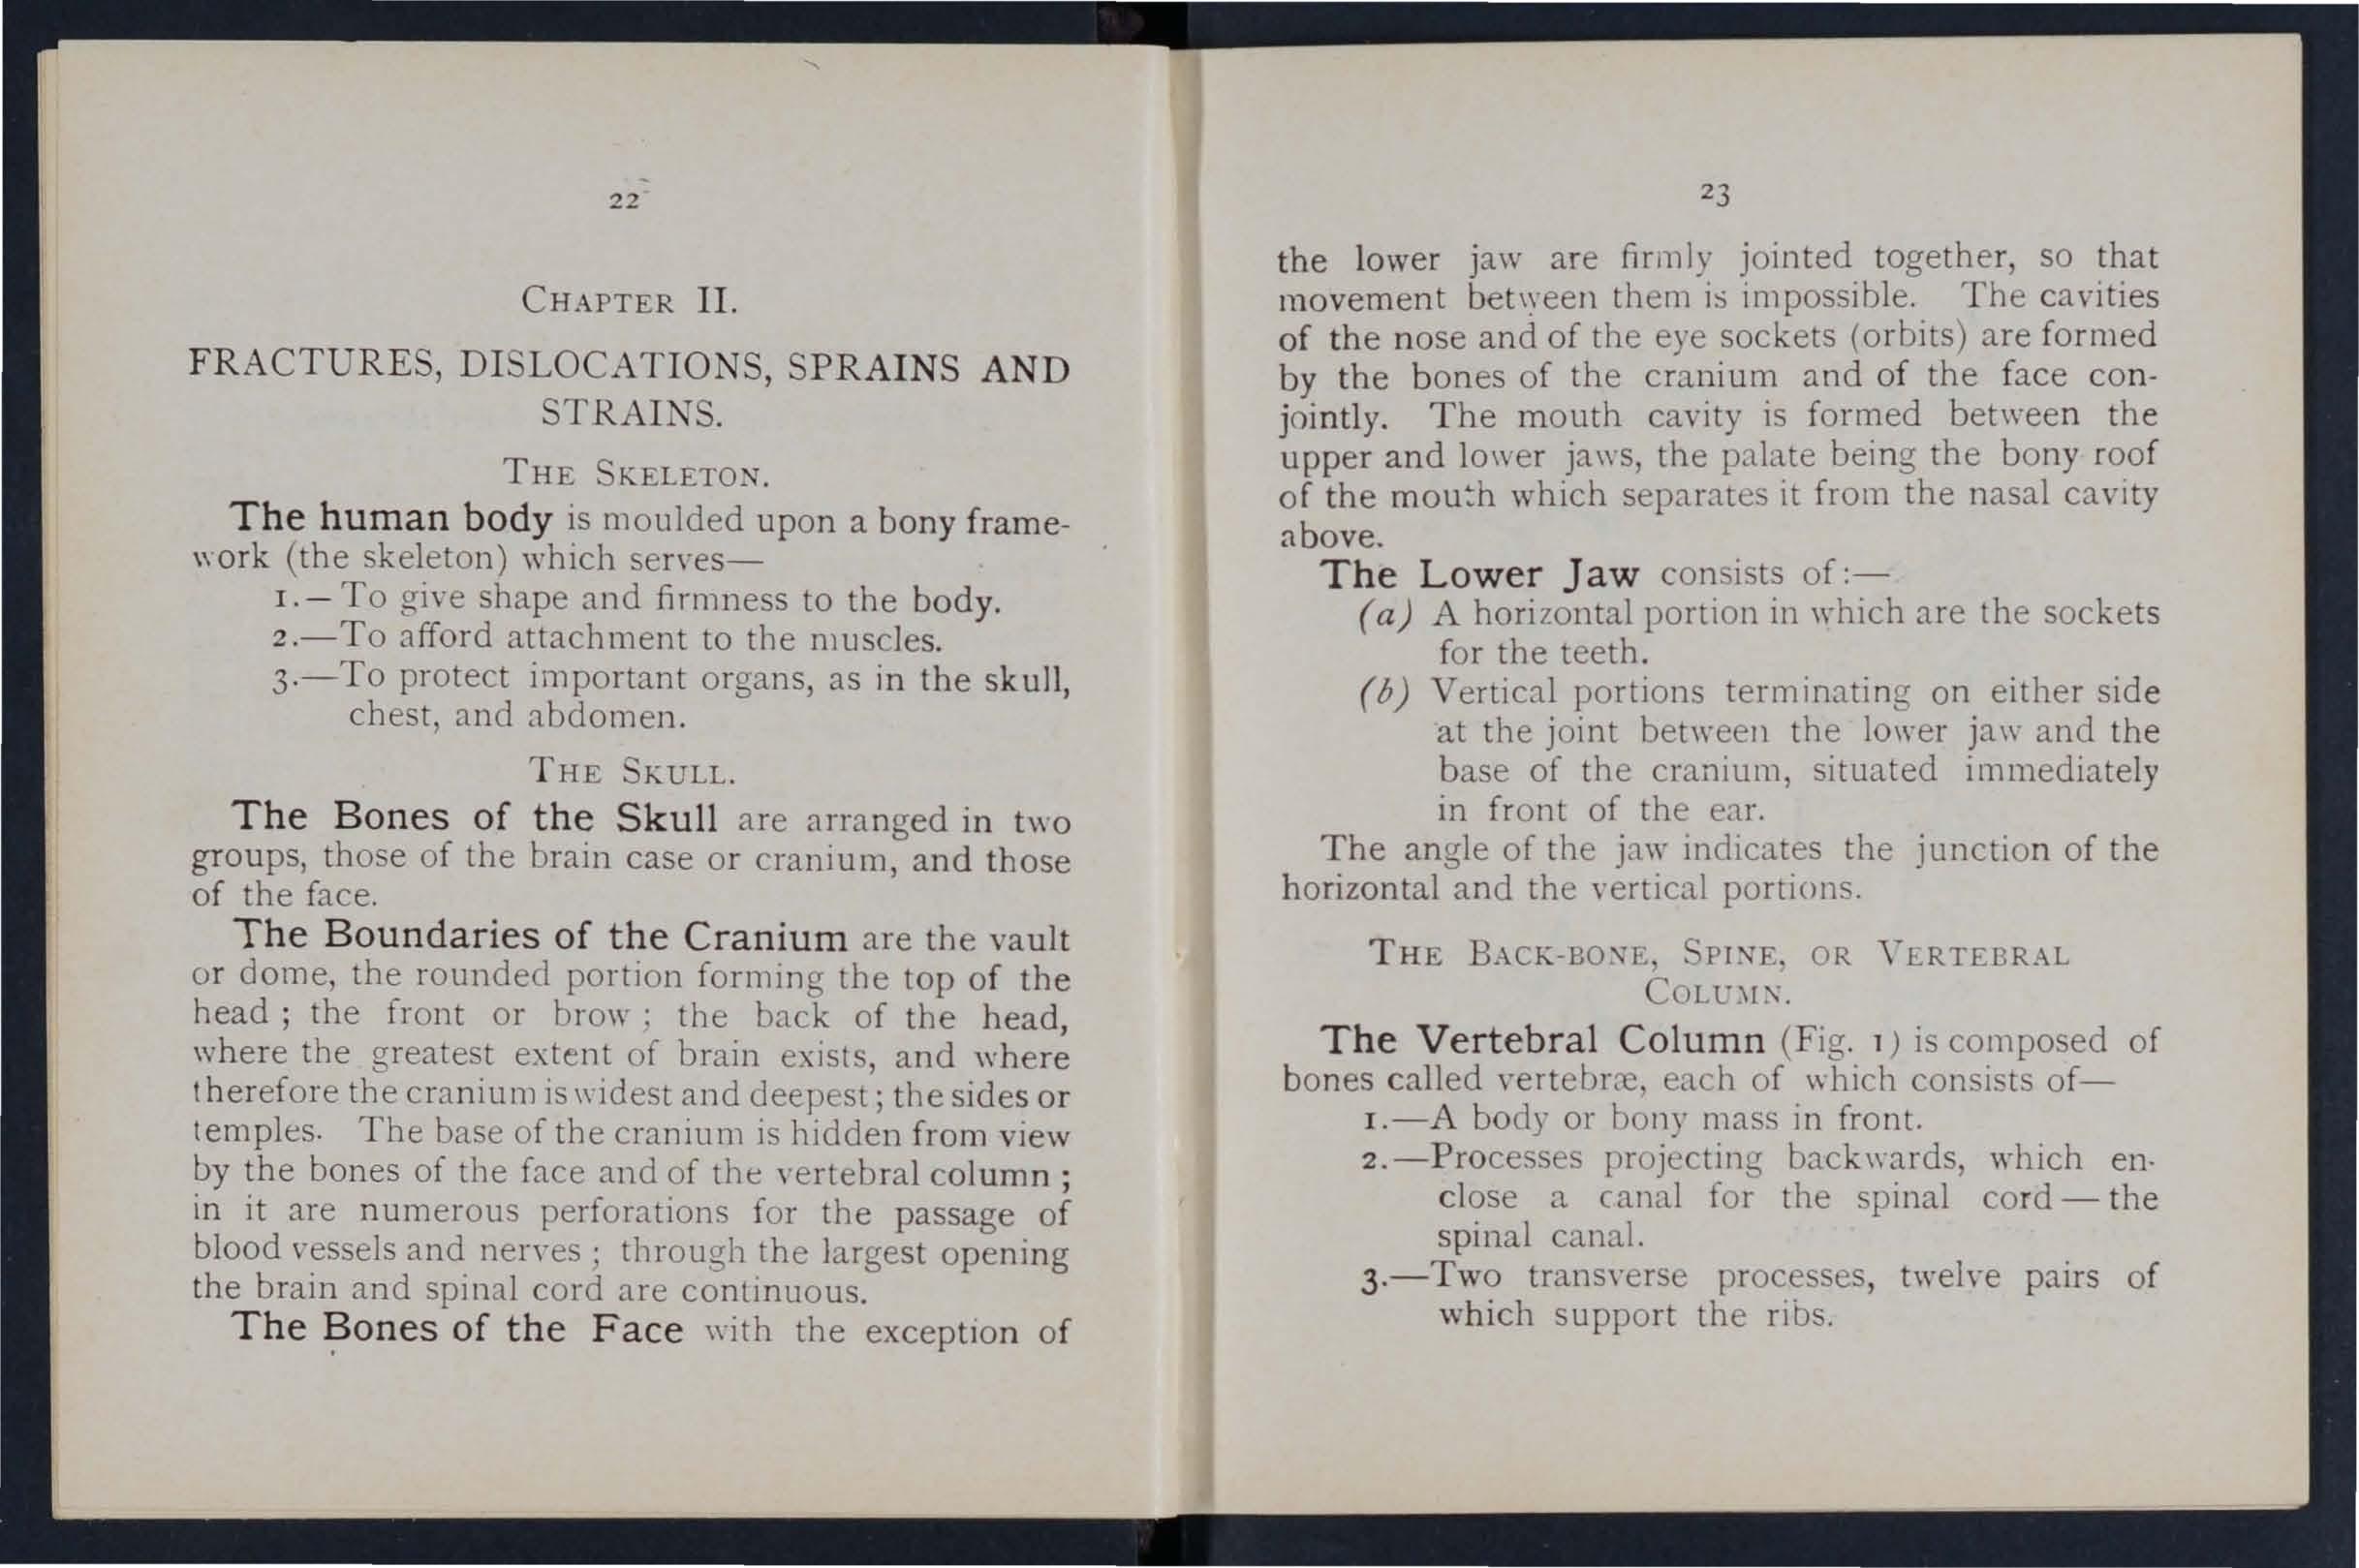 22
CHAPTER II.
FRACTURES, DISLOCATIONS, SPRAINS AND
STRAINS.
THE SKELETON.
The human body is moulded upon a bony frame-
work (the skeleton) which serves—
1.—To give shape and firmness to the body.
2.—To afford attachment to the muscles.
3.—To protect important organs, as in the skull,
chest, and abdomen.
THE SKULL.
The Bones of the Skull are arranged in two
groups, those of the brain case or cranium, and those
of the face.
The Boundaries of the Cranium are the vault
or dome, the rounded portion forming the top of the
head ; the front or brow ; the back of the head,
where the greatest extent of brain exists, and where
therefore the cranium is widest and deepest ; the sides or
temples. The base of the cranium is hidden from view
by the bones of the face and of the vertebral column ;
in it are numerous perforations for the passage of
blood vessels and nerves ; through the largest opening
the brain and spinal cord are continuous.
The Bones of the Face with the exception of
23
the lower jaw are firmly jointed together, so that
movement between them is impossible. The cavities
of the nose and of the eye sockets (orbits) are formed
by the bones of the cranium and of the face con-
jointly. The mouth cavity is formed between the
upper and lower jaws, the palate being the bony roof
of the mouth which separates it from the nasal cavity
above.
The Lower Jaw consists of :—
(a) A horizontal portion in which are the sockets
for the teeth.
(b) Vertical portions terminating on either side
at the joint between the lower jaw and the
base of the cranium, situated immediately
in front of the ear.
The angle of the jaw indicates the junction of the
horizontal and the vertical portions.
THE BACK-BONE, SPINE, OR VERTEBRAL
COLUMN.
The Vertebral Column (Fig. 1) is composed of
bones called vertebræ, each of which consists of—
1.—A body or bony mass in front.
2.—Processes projecting backwards, which en-
close a canal for the spinal cord — the
spinal canal.
3.—Two transverse processes, twelve pairs of
which support the ribs.